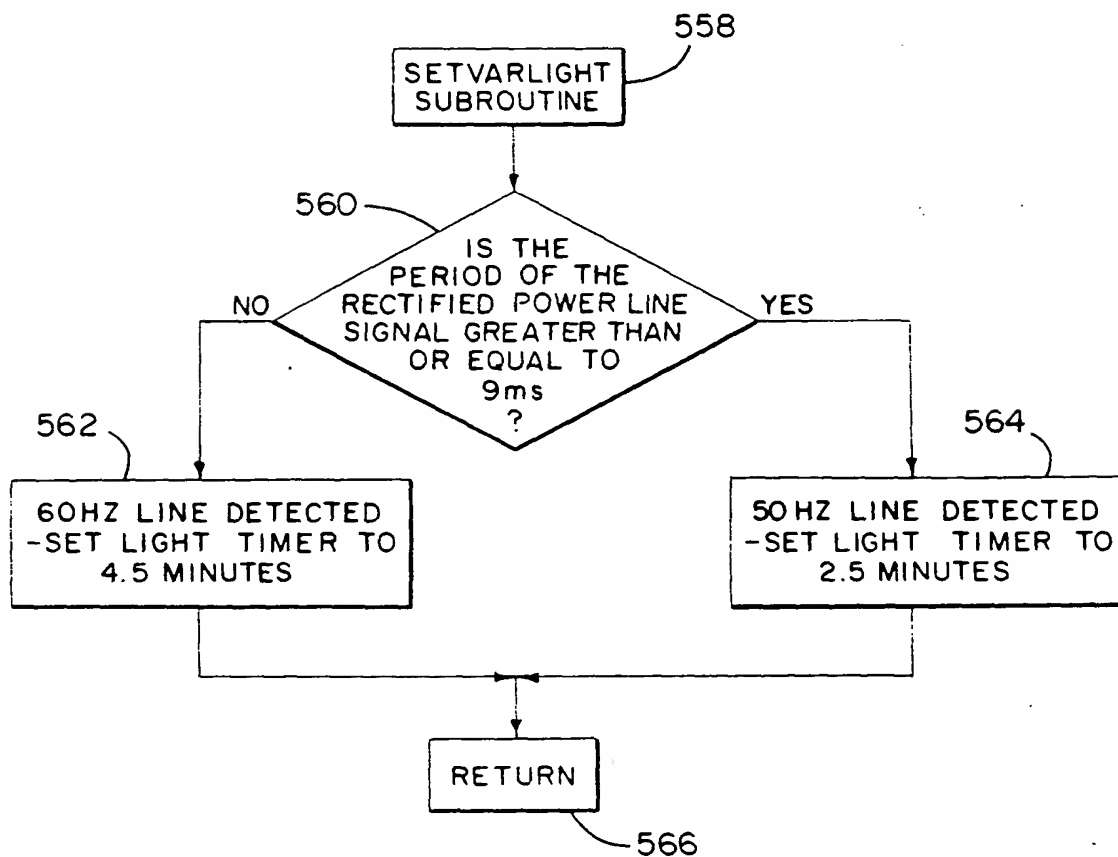 558
SETVARLIGHT
SUBROUTINE
560
IS THE
PERIOD OF THE
RECTIFIED POWER LINE
SIGNAL GREATER THAN
OR EQUAL TO
9ms
?
NO
YES
562
60HZ LINE DETECTED
-SET LIGHT TIMER TO
4.5 MINUTES
564
50 HZ LINE DETECTED
-SET LIGHT TIMER TO
2.5 MINUTES
RETURN
566